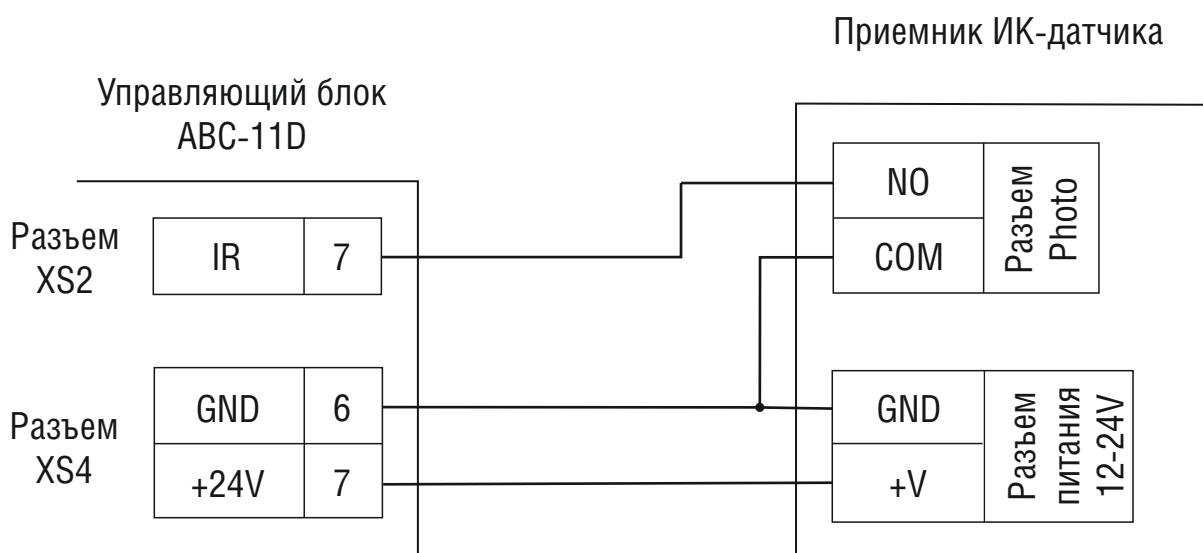 Приемник ИК-датчика
Управляющий блок
АВС-11D
Разъем
XS2
IR 7
NO
COM
Разъем
Photo
Разъем
XS4
GND 6
+24V 7
GND
+V
Разъем
питания
12-24V